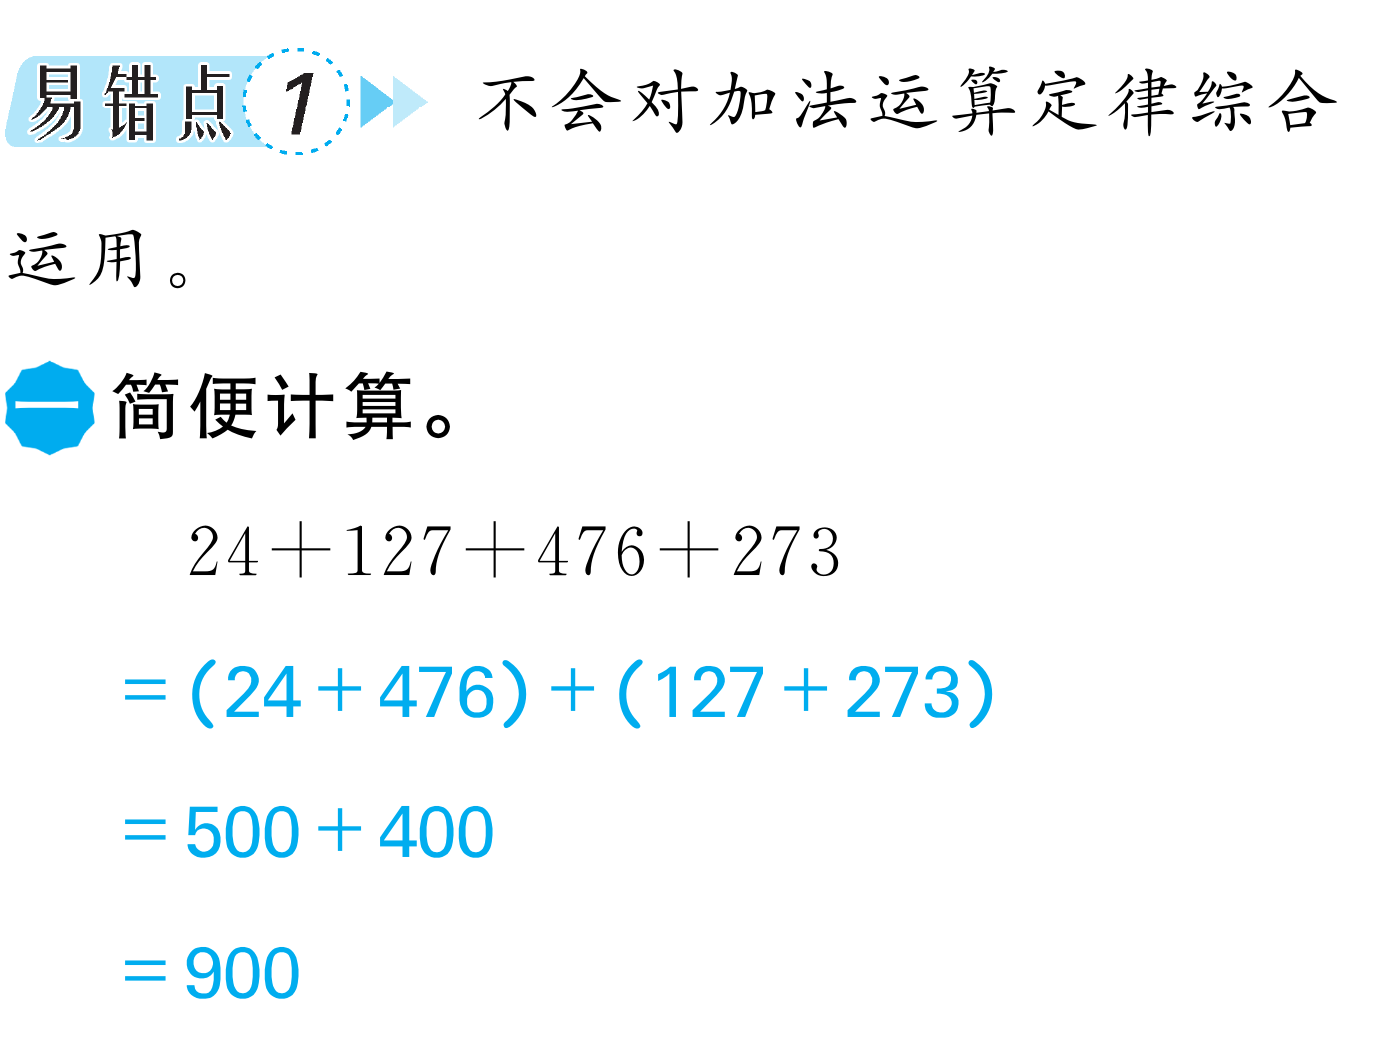 易错点1 不会对加法运算定律综合
运用。
一 简便计算。
24+127+476+273
=(24+476)+(127+273)
=500+400
=900